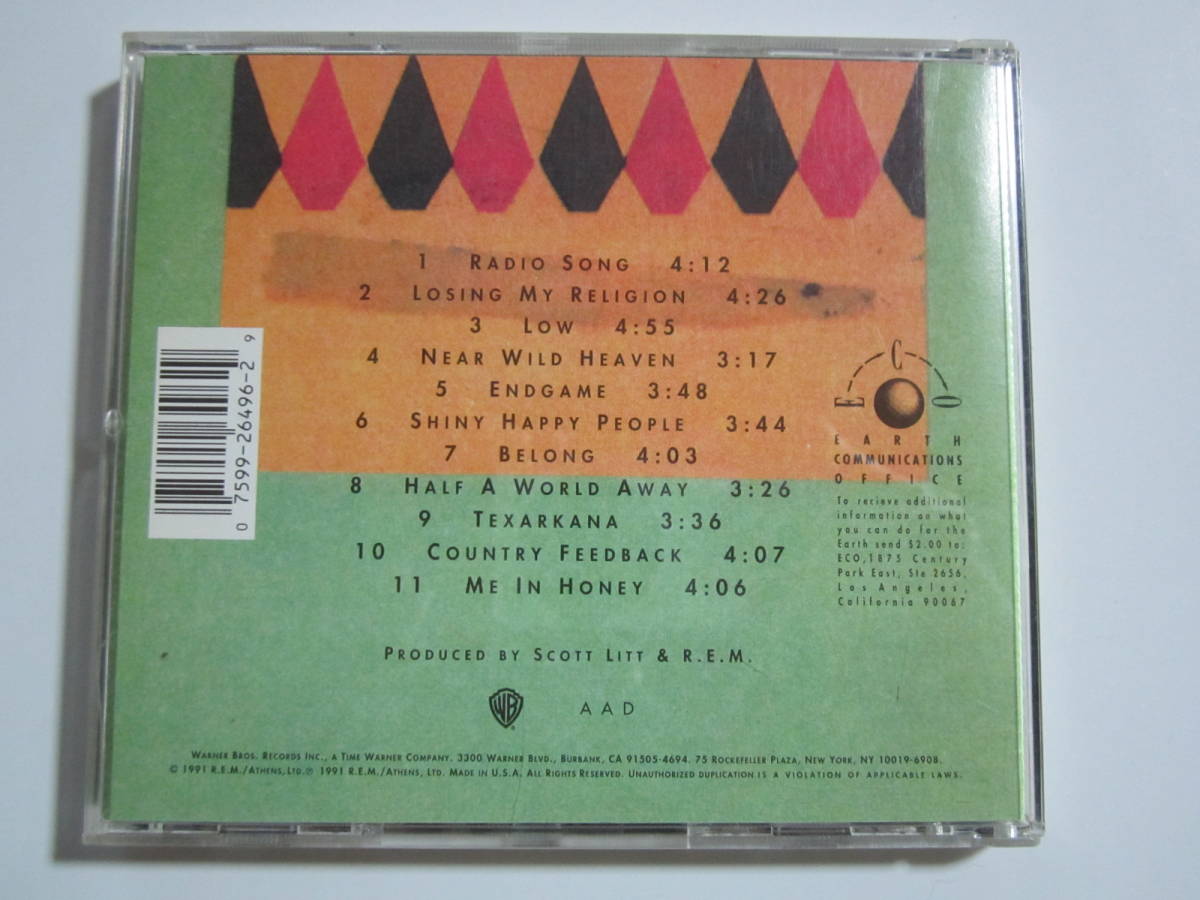 1 RADIO SONG 4:12
2 LOSING MY RELIGION 4:26
3 LOW 4:55
4 NEAR WILD HEAVEN 3:17
5 ENDGAME 3:48
6 SHINY HAPPY PEOPLE 3:44
7 BELONG 4:03
8 HALF A WORLD AWAY 3:26
9 TEXARKANA 3:36
10 COUNTRY FEEDBACK 4:07
11 ME IN HONEY 4:06
PRODUCED BY SCOTT LITT & R.E.M.
WB
AAD
0 7599-26496-2 9
E C O
EARTH
COMMUNICATIONS
OFFICE
To recieve additional
information on what
you can do for the
Earth send $2.00 to:
ECO, 1875 Century
Park East, Ste 2656,
Los Angeles,
California 90067
WARNER BROS. RECORDS INC., A TIME WARNER COMPANY. 3300 WARNER BLVD., BURBANK, CA 91505-4694. 75 ROCKEFELLER PLAZA, NEW YORK, NY 10019-6908.
© 1991 R.E.M./ATHENS, LTD. ℗ 1991 R.E.M./ATHENS, LTD. MADE IN U.S.A. ALL RIGHTS RESERVED. UNAUTHORIZED DUPLICATION IS A VIOLATION OF APPLICABLE LAWS.